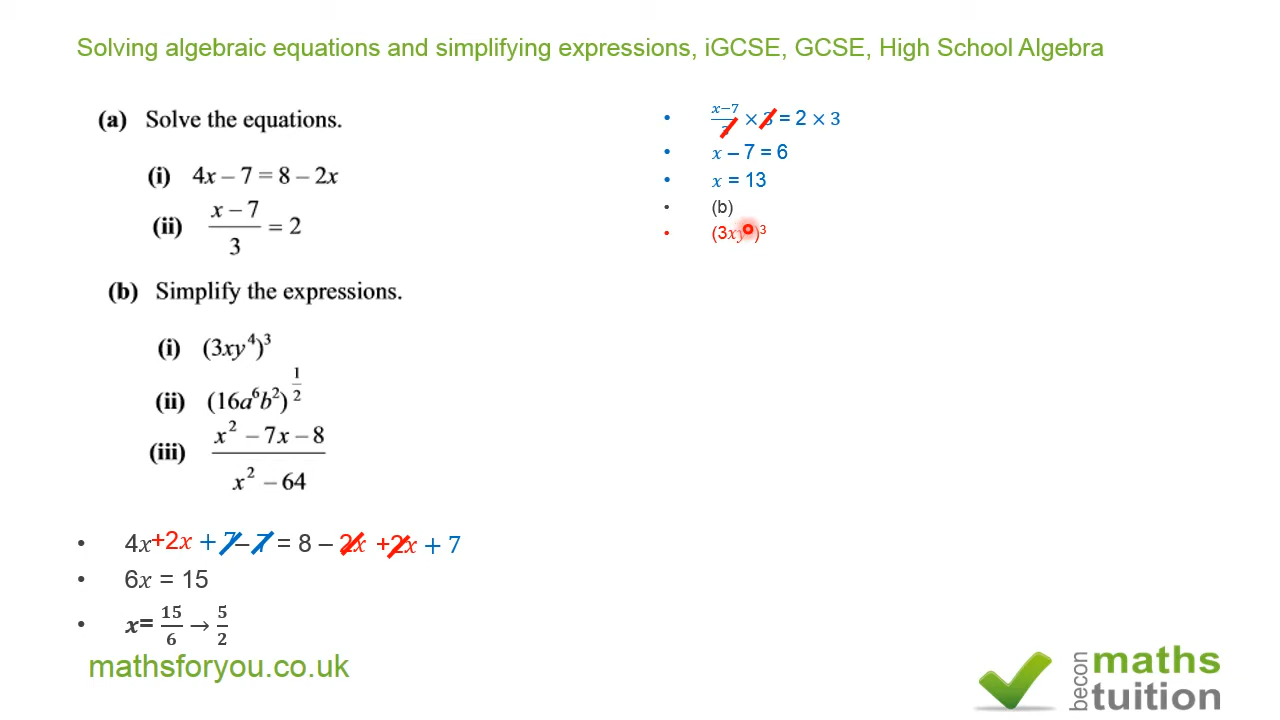 Solving algebraic equations and simplifying expressions, iGCSE, GCSE, High School Algebra
(a) Solve the equations.
(i) 4x – 7 = 8 – 2x
(ii) (x – 7)/3 = 2
(b) Simplify the expressions.
(i) (3xy⁴)³
(ii) (16a⁶b²)^(1/2)
(iii) (x² – 7x – 8)/(x² – 64)
• 4x+2x + 7 – 7 = 8 – 2x +2x + 7
• 6x = 15
• x= 15/6 → 5/2
mathsforyou.co.uk
• (x−7)/3 × 3 = 2 × 3
• x – 7 = 6
• x = 13
• (b)
• (3xy )³
becon maths tuition